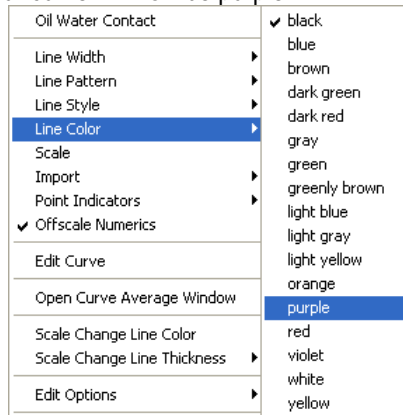 Oil Water Contact
Line Width
Line Pattern
Line Style
Line Color
Scale
Import
Point Indicators
Offscale Numerics
Edit Curve
Open Curve Average Window
Scale Change Line Color
Scale Change Line Thickness
Edit Options
black
blue
brown
dark green
dark red
gray
green
greenly brown
light blue
light gray
light yellow
orange
purple
red
violet
white
yellow